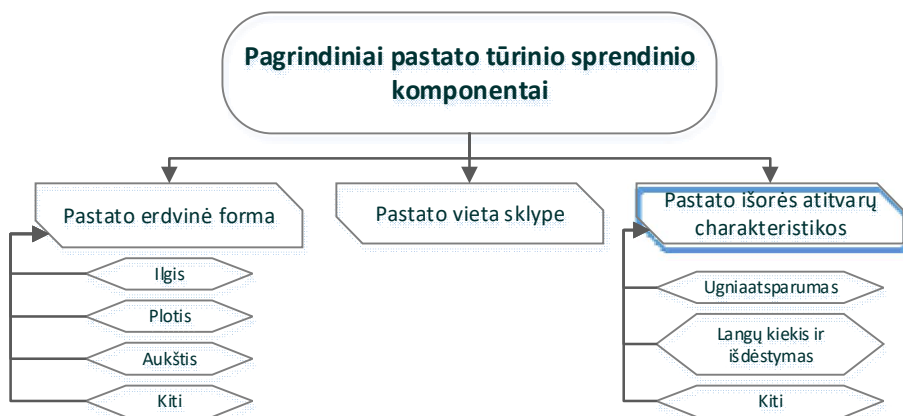 Pagrindiniai pastato tūrinio sprendinio
komponentai
Pastato erdvinė forma
Pastato vieta sklype
Pastato išorės atitvarų
charakteristikos
Ilgis
Plotis
Aukštis
Kiti
Ugniaatsparumas
Langų kiekis ir
išdėstymas
Kiti